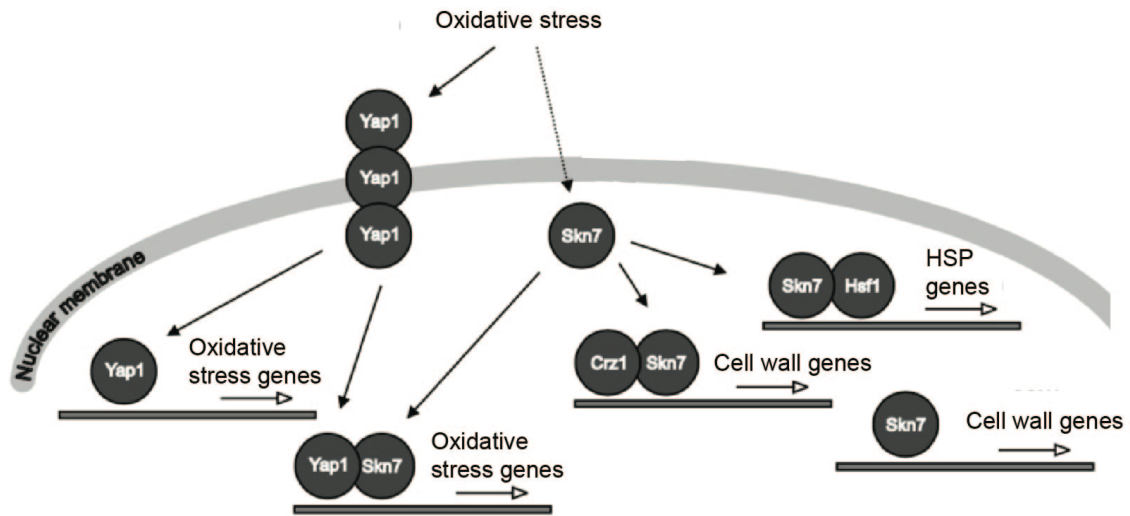 Oxidative stress
Yap1
Yap1
Yap1
Skn7
Nuclear membrane
Skn7
Hsf1
HSP
genes
Yap1
Oxidative
stress genes
Crz1
Skn7
Cell wall genes
Skn7
Cell wall genes
Yap1
Skn7
Oxidative
stress genes